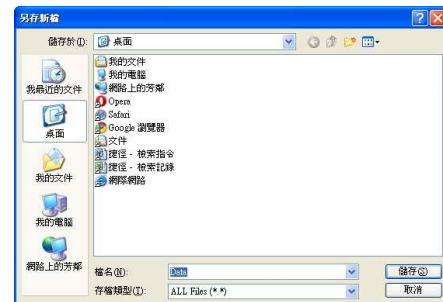 另存新檔
儲存於(I):
桌面
我最近的文件
桌面
我的文件
我的電腦
網路上的芳鄰
我的文件
我的電腦
網路上的芳鄰
Opera
Safari
Google 瀏覽器
文件
捷徑 - 檢索指令
捷徑 - 檢索記錄
網際網路
檔名(N):
Data
儲存(S)
存檔類型(T):
ALL Files (*.*)
取消